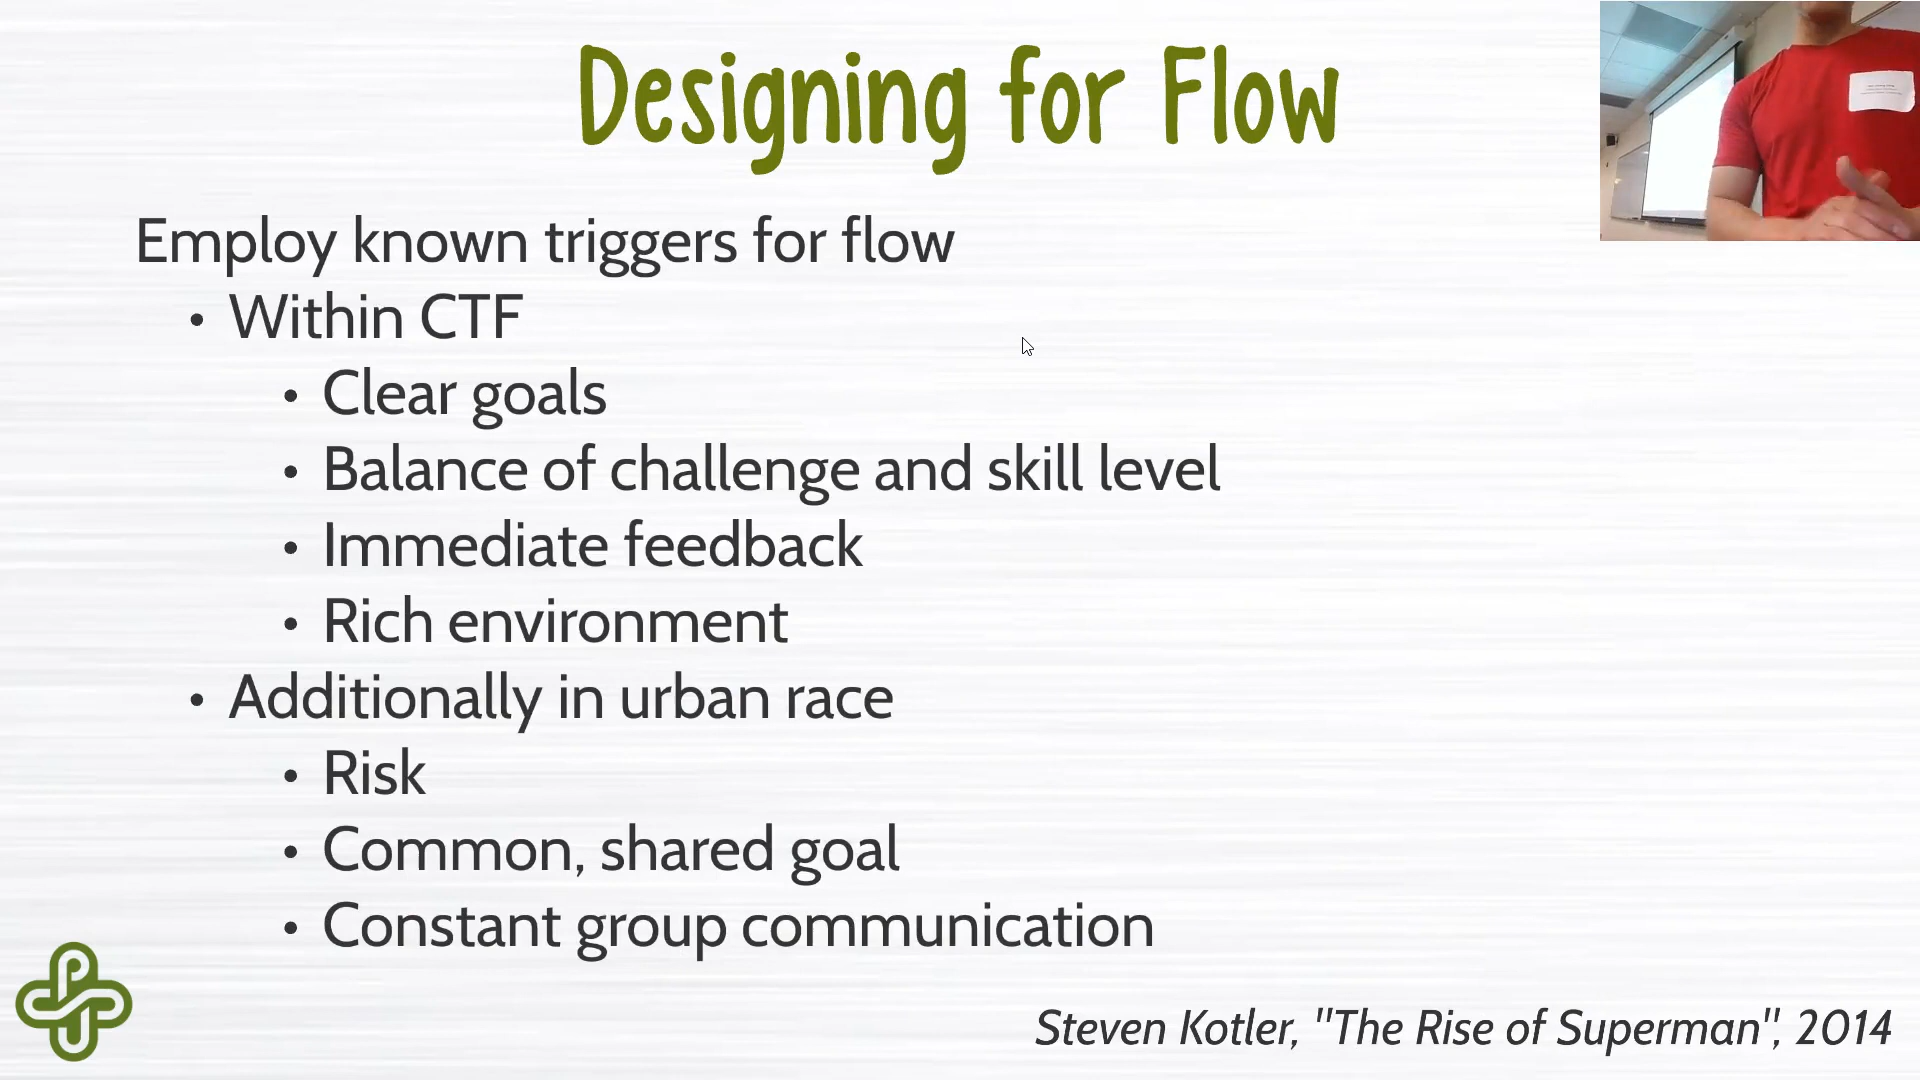 Designing for Flow
Employ known triggers for flow
• Within CTF
• Clear goals
• Balance of challenge and skill level
• Immediate feedback
• Rich environment
• Additionally in urban race
• Risk
• Common, shared goal
• Constant group communication
Steven Kotler, "The Rise of Superman", 2014